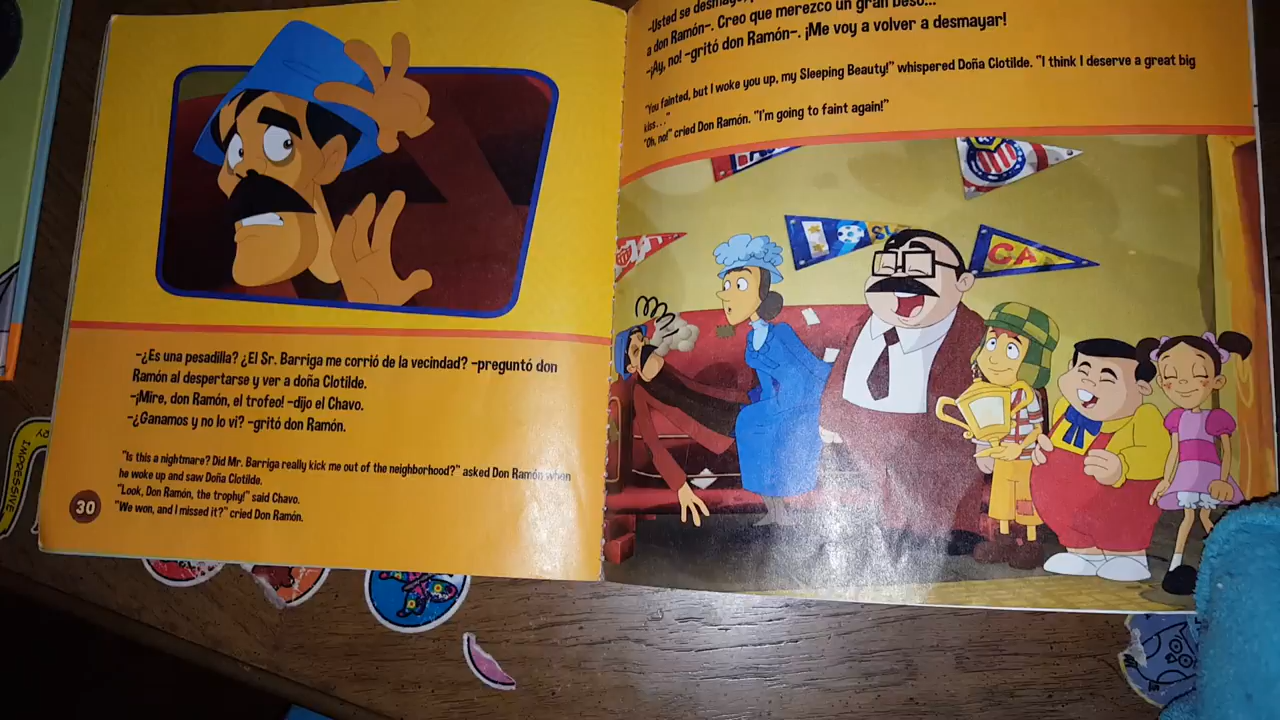 -¿Es una pesadilla? ¿El Sr. Barriga me corrió de la vecindad? -preguntó don
Ramón al despertarse y ver a doña Clotilde.
-¡Mire, don Ramón, el trofeo! -dijo el Chavo.
-¿Ganamos y no lo vi? -gritó don Ramón.
"Is this a nightmare? Did Mr. Barriga really kick me out of the neighborhood?" asked Don Ramón when
he woke up and saw Doña Clotilde.
"Look, Don Ramón, the trophy!" said Chavo.
"We won, and I missed it?" cried Don Ramón.
30
-Usted se desmayó,
a don Ramón-. Creo que merezco un gran beso...
-¡Ay, no! -gritó don Ramón-. ¡Me voy a volver a desmayar!
"You fainted, but I woke you up, my Sleeping Beauty!" whispered Doña Clotilde. "I think I deserve a great big
kiss..."
"Oh, no!" cried Don Ramón. "I'm going to faint again!"
CA
IMPRESSIVE